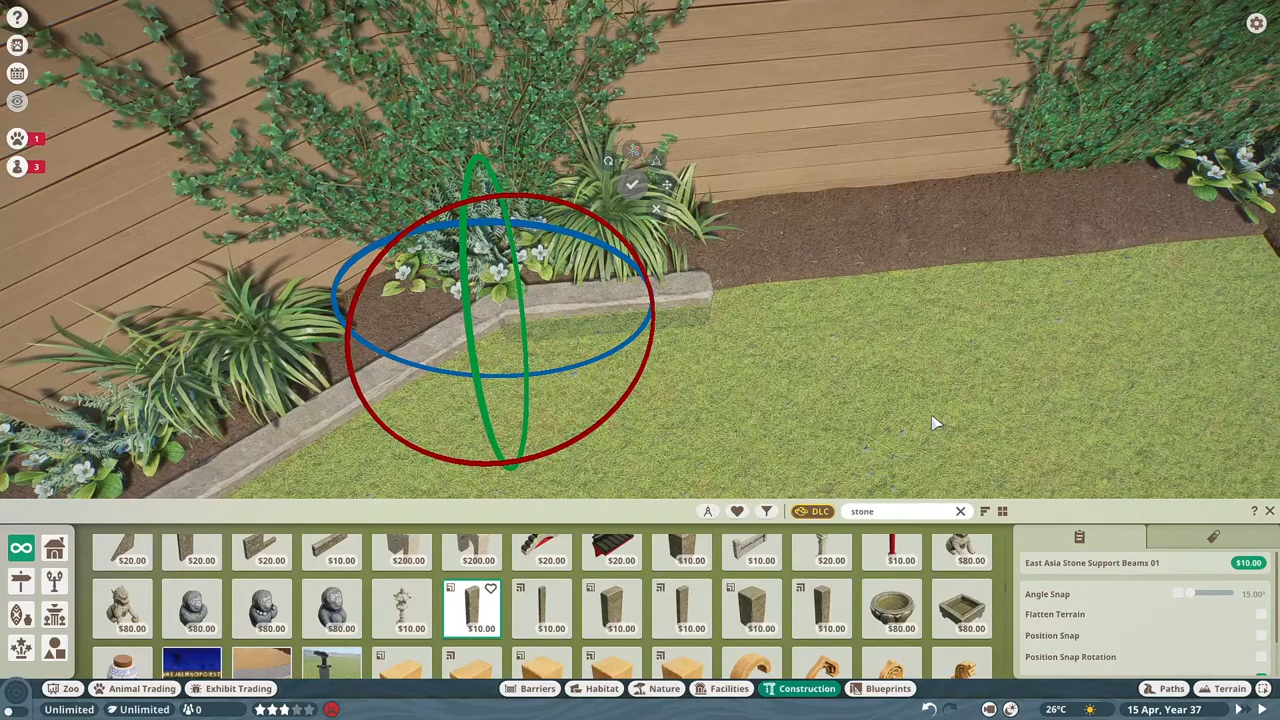 ?
1
3
DLC
stone
?
$20.00 $20.00 $20.00 $10.00 $200.00 $200.00 $20.00 $20.00 $10.00 $10.00 $20.00 $10.00 $80.00
East Asia Stone Support Beams 01 $10.00
Angle Snap 15.00°
Flatten Terrain
Position Snap
Position Snap Rotation
$80.00 $80.00 $80.00 $80.00 $10.00 $10.00 $10.00 $10.00 $10.00 $10.00 $10.00 $80.00 $80.00
Zoo Animal Trading Exhibit Trading Barriers Habitat Nature Facilities Construction Blueprints Paths Terrain
Unlimited Unlimited 0 26°C 15 Apr, Year 37